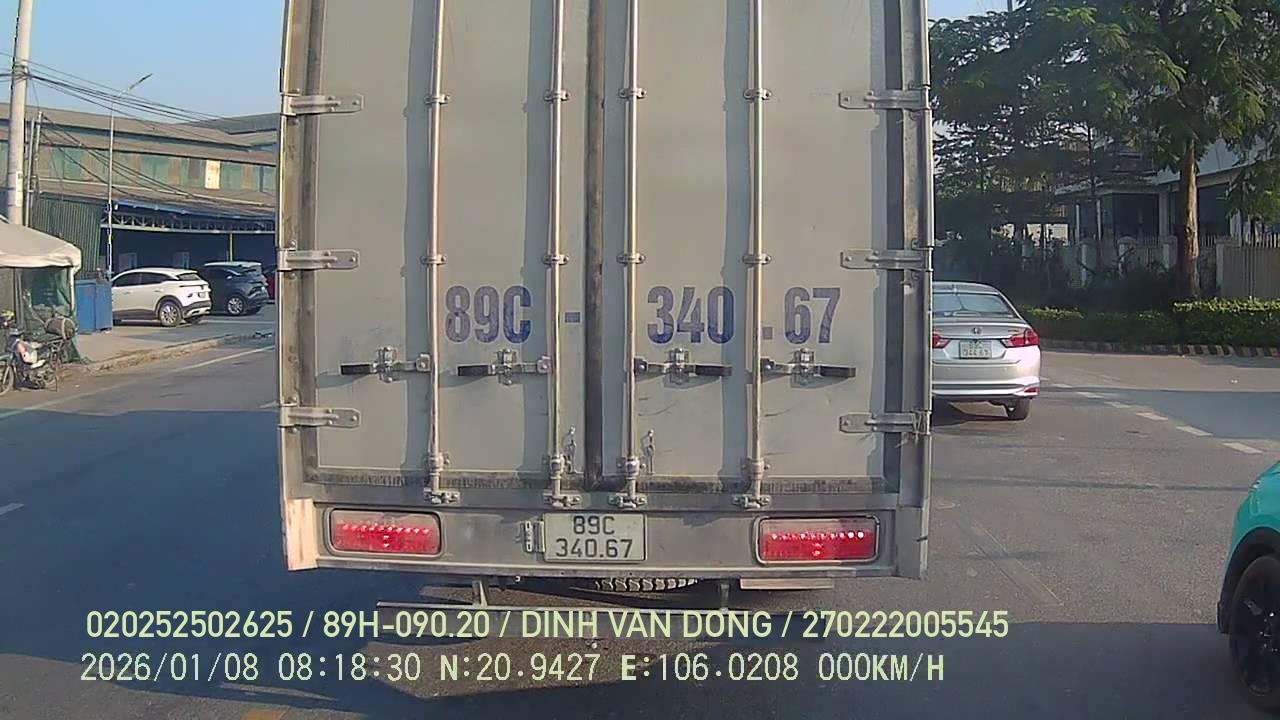 89C - 340.67
89C
340.67
020252502625 / 89H-090.20 / DINH VAN DONG / 270222005545
2026/01/08 08:18:30 N:20.9427 E:106.0208 000KM/H